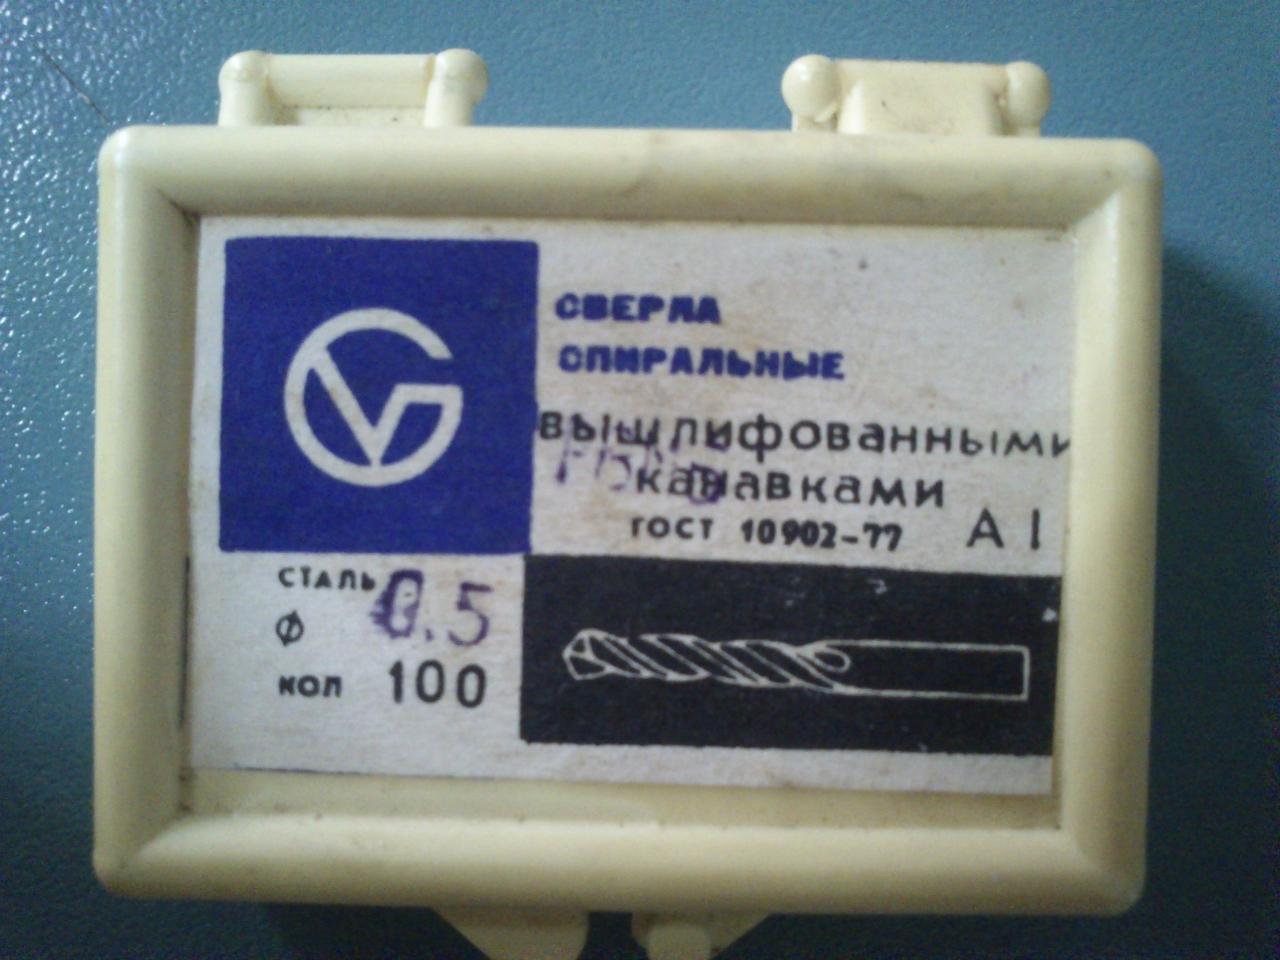 СВЕРЛА
СПИРАЛЬНЫЕ
вышлифованными
канавками
ГОСТ 10902-77 А1
СТАЛЬ
Ø 0.5
КОЛ 100